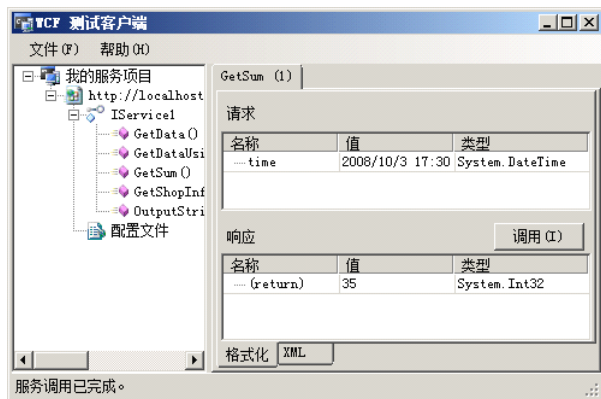 WCF 测试客户端
文件(F) 帮助(H)
我的服务项目
http://localhost
IService1
GetData()
GetDataUsi
GetSum()
GetShopInf
OutputStri
配置文件
GetSum (1)
请求
名称 值 类型
time 2008/10/3 17:30 System.DateTime
响应 调用(I)
名称 值 类型
(return) 35 System.Int32
格式化 XML
服务调用已完成。